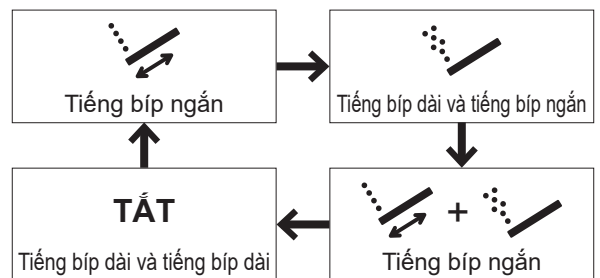 Tiếng bíp ngắn
Tiếng bíp dài và tiếng bíp ngắn
TẮT
Tiếng bíp dài và tiếng bíp dài
+
Tiếng bíp ngắn